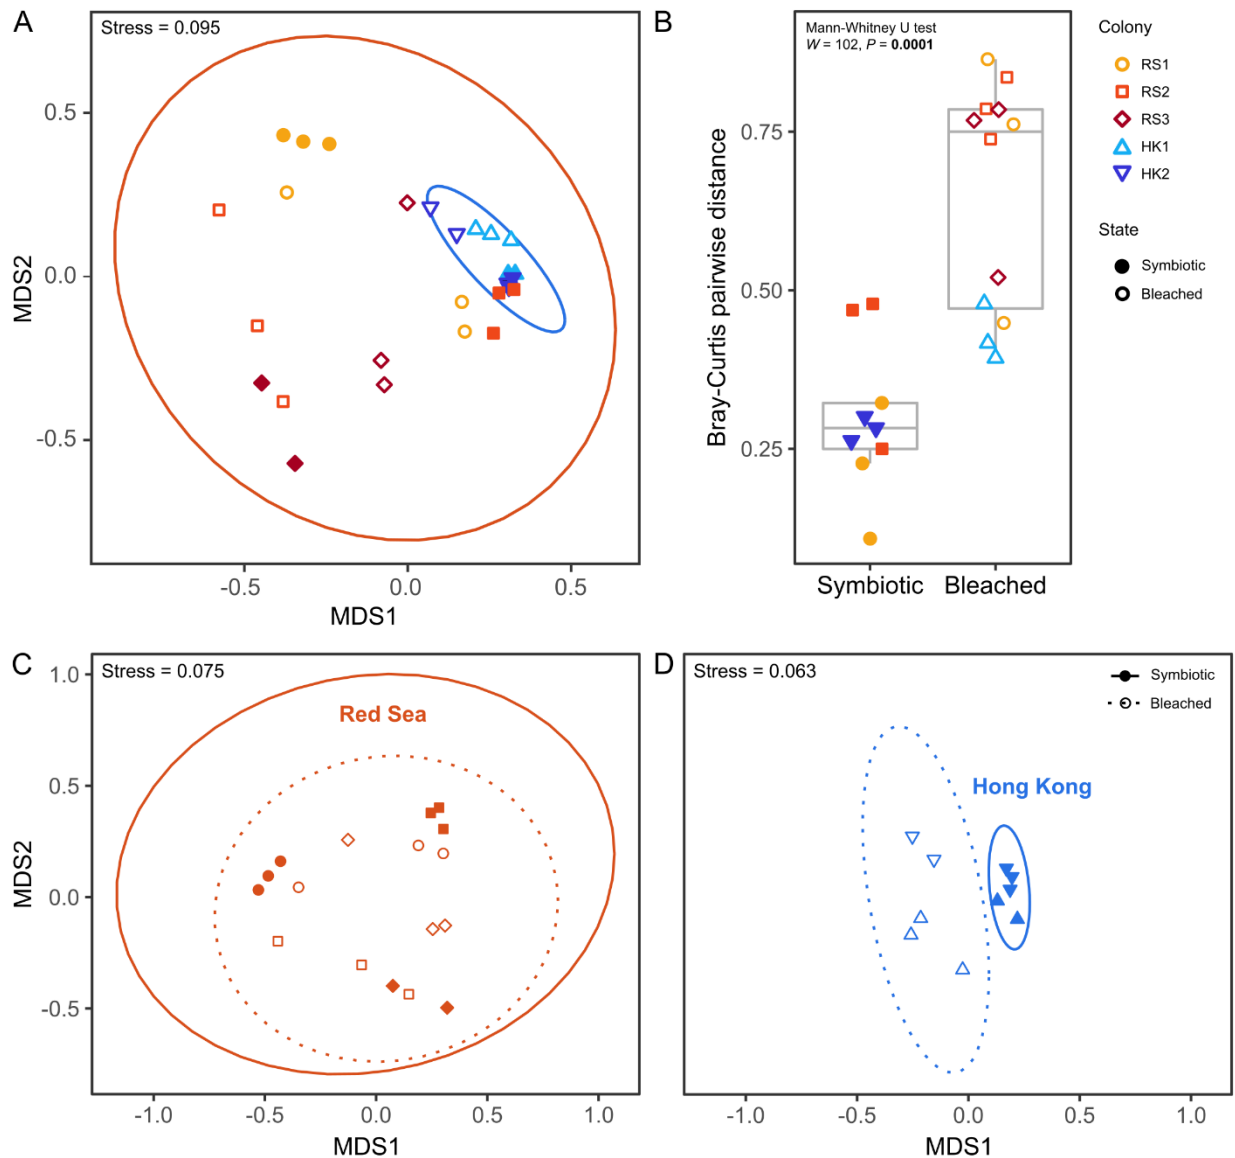 A
Stress = 0.095
0.5
0.0
-0.5
MDS2
-0.5
0.0
0.5
MDS1
B
Mann-Whitney U test
W = 102, P = 0.0001
0.75
0.50
0.25
Bray-Curtis pairwise distance
Symbiotic
Bleached
Colony
RS1
RS2
RS3
HK1
HK2
State
Symbiotic
Bleached
C
Stress = 0.075
Red Sea
1.0
0.5
0.0
-0.5
MDS2
-1.0
-0.5
0.0
0.5
1.0
MDS1
D
Stress = 0.063
Symbiotic
Bleached
Hong Kong
-1.0
-0.5
0.0
0.5
1.0
MDS1